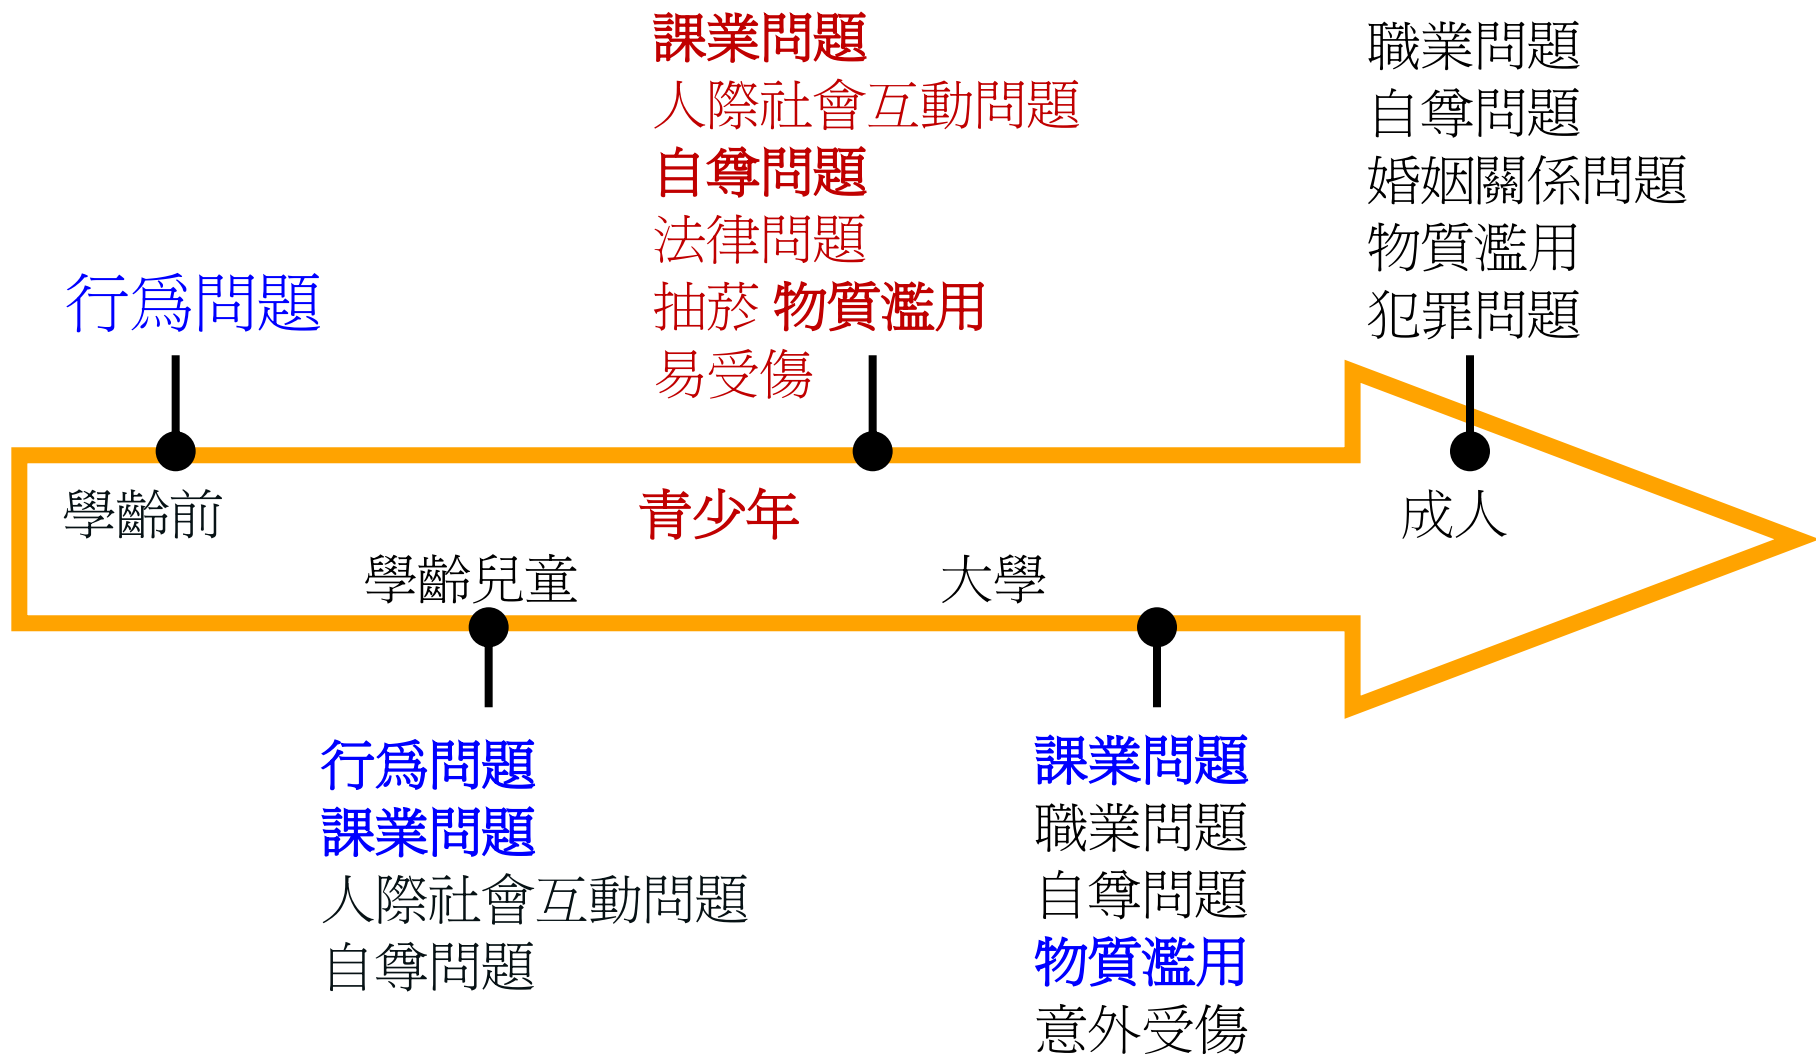 課業問題
人際社會互動問題
自尊問題
法律問題
抽菸 物質濫用
易受傷
職業問題
自尊問題
婚姻關係問題
物質濫用
犯罪問題
行為問題
學齡前
青少年
成人
學齡兒童
大學
行為問題
課業問題
人際社會互動問題
自尊問題
課業問題
職業問題
自尊問題
物質濫用
意外受傷